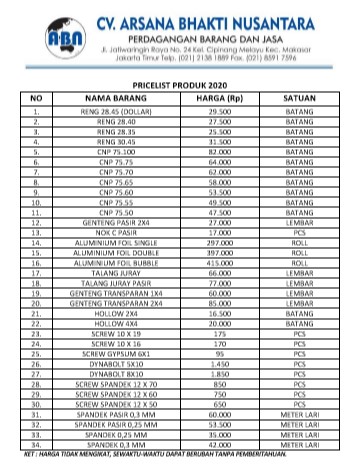 ABN
CV. ARSANA BHAKTI NUSANTARA
PERDAGANGAN BARANG DAN JASA
Jl. Jatiwaringin Raya No. 24 Kel. Cipinang Melayu Kec. Makasar
Jakarta Timur Telp. (021) 2138 1889 Fax. (021) 8591 7596
PRICELIST PRODUK 2020
NO NAMA BARANG HARGA (Rp) SATUAN
1. RENG 28.45 (DOLLAR) 29.500 BATANG
2. RENG 28.40 27.500 BATANG
3. RENG 28.35 25.500 BATANG
4. RENG 30.45 31.500 BATANG
5. CNP 75.100 82.000 BATANG
6. CNP 75.75 64.000 BATANG
7. CNP 75.70 62.000 BATANG
8. CNP 75.65 58.000 BATANG
9. CNP 75.60 53.500 BATANG
10. CNP 75.55 49.500 BATANG
11. CNP 75.50 47.500 BATANG
12. GENTENG PASIR 2X4 27.000 LEMBAR
13. NOK C PASIR 17.000 PCS
14. ALUMINIUM FOIL SINGLE 297.000 ROLL
15. ALUMINIUM FOIL DOUBLE 397.000 ROLL
16. ALUMINIUM FOIL BUBBLE 415.000 ROLL
17. TALANG JURAY 66.000 LEMBAR
18. TALANG JURAY PASIR 77.000 LEMBAR
19. GENTENG TRANSPARAN 1X4 60.000 LEMBAR
20. GENTENG TRANSPARAN 2X4 85.000 LEMBAR
21. HOLLOW 2X4 16.500 BATANG
22. HOLLOW 4X4 20.000 BATANG
23. SCREW 10 X 19 175 PCS
24. SCREW 10 X 16 170 PCS
25. SCREW GYPSUM 6X1 95 PCS
26. DYNABOLT 5X10 1.450 PCS
27. DYNABOLT 8X10 1.850 PCS
28. SCREW SPANDEK 12 X 70 850 PCS
29. SCREW SPANDEK 12 X 60 750 PCS
30. SCREW SPANDEK 12 X 50 650 PCS
31. SPANDEK PASIR 0,3 MM 60.000 METER LARI
32. SPANDEK PASIR 0,25 MM 53.500 METER LARI
33. SPANDEK 0,25 MM 35.000 METER LARI
34. SPANDEK 0,3 MM 42.000 METER LARI
KET : HARGA TIDAK MENGIKAT, SEWAKTU-WAKTU DAPAT BERUBAH TANPA PEMBERITAHUAN.